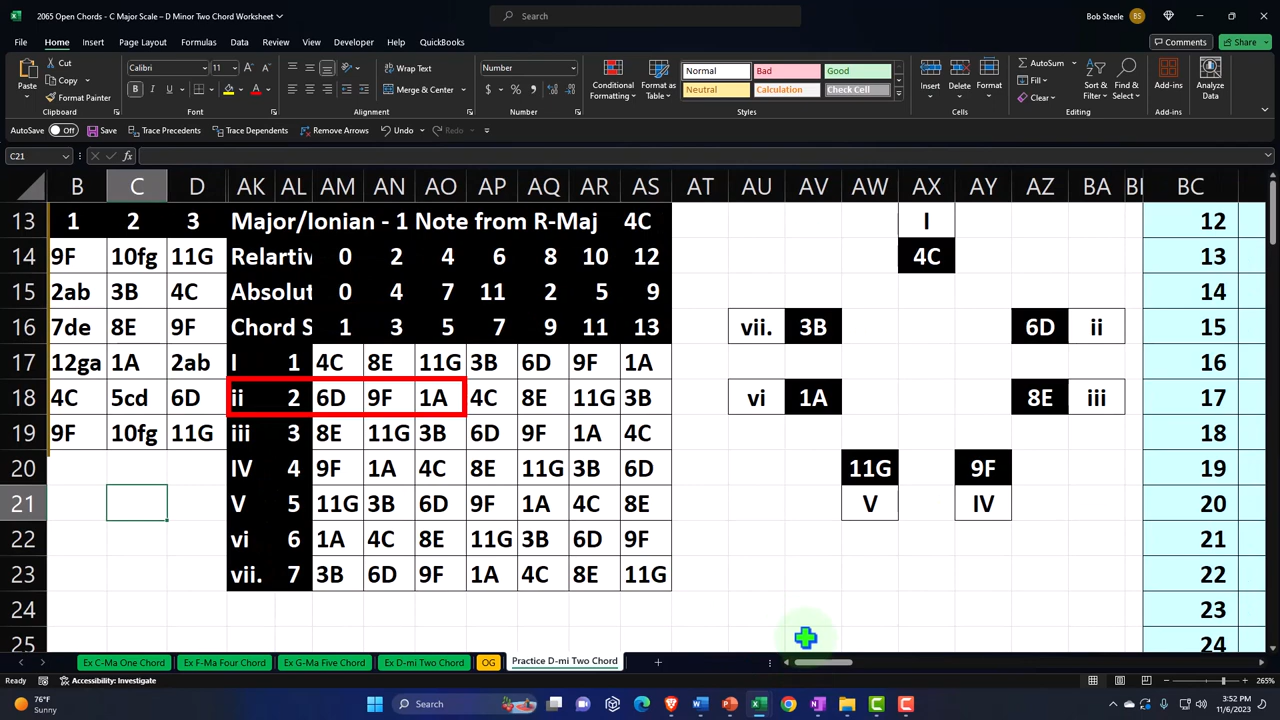 2065 Open Chords - C Major Scale – D Minor Two Chord Worksheet
Search
Bob Steele BS
File Home Insert Page Layout Formulas Data Review View Developer Help QuickBooks Comments Share
Cut Calibri 11 Wrap Text Number Normal Bad Good AutoSum
Copy Fill
Paste Format Painter B I U Merge & Center Neutral Calculation Check Cell Clear
Conditional Formatting Format as Table Insert Delete Format Sort & Filter Find & Select Add-ins Analyze Data
Clipboard Font Alignment Number Styles Cells Editing Add-ins
AutoSave Off Save Trace Precedents Trace Dependents Remove Arrows Undo Redo
C21 fx
B C D AK AL AM AN AO AP AQ AR AS AT AU AV AW AX AY AZ BA BI BC
13 1 2 3 Major/Ionian - 1 Note from R-Maj 4C I 12
14 9F 10fg 11G Relartiv 0 2 4 6 8 10 12 4C 13
15 2ab 3B 4C Absolut 0 4 7 11 2 5 9 14
16 7de 8E 9F Chord S 1 3 5 7 9 11 13 vii. 3B 6D ii 15
17 12ga 1A 2ab I 1 4C 8E 11G 3B 6D 9F 1A 16
18 4C 5cd 6D ii 2 6D 9F 1A 4C 8E 11G 3B vi 1A 8E iii 17
19 9F 10fg 11G iii 3 8E 11G 3B 6D 9F 1A 4C 18
20 IV 4 9F 1A 4C 8E 11G 3B 6D 11G 9F 19
21 V 5 11G 3B 6D 9F 1A 4C 8E V IV 20
22 vi 6 1A 4C 8E 11G 3B 6D 9F 21
23 vii. 7 3B 6D 9F 1A 4C 8E 11G 22
24 23
25 24
Ex C-Ma One Chord Ex F-Ma Four Chord Ex G-Ma Five Chord Ex D-mi Two Chord OG Practice D-mi Two Chord
Ready Accessibility: Investigate 265%
76°F
Sunny
Search
3:52 PM
11/6/2023